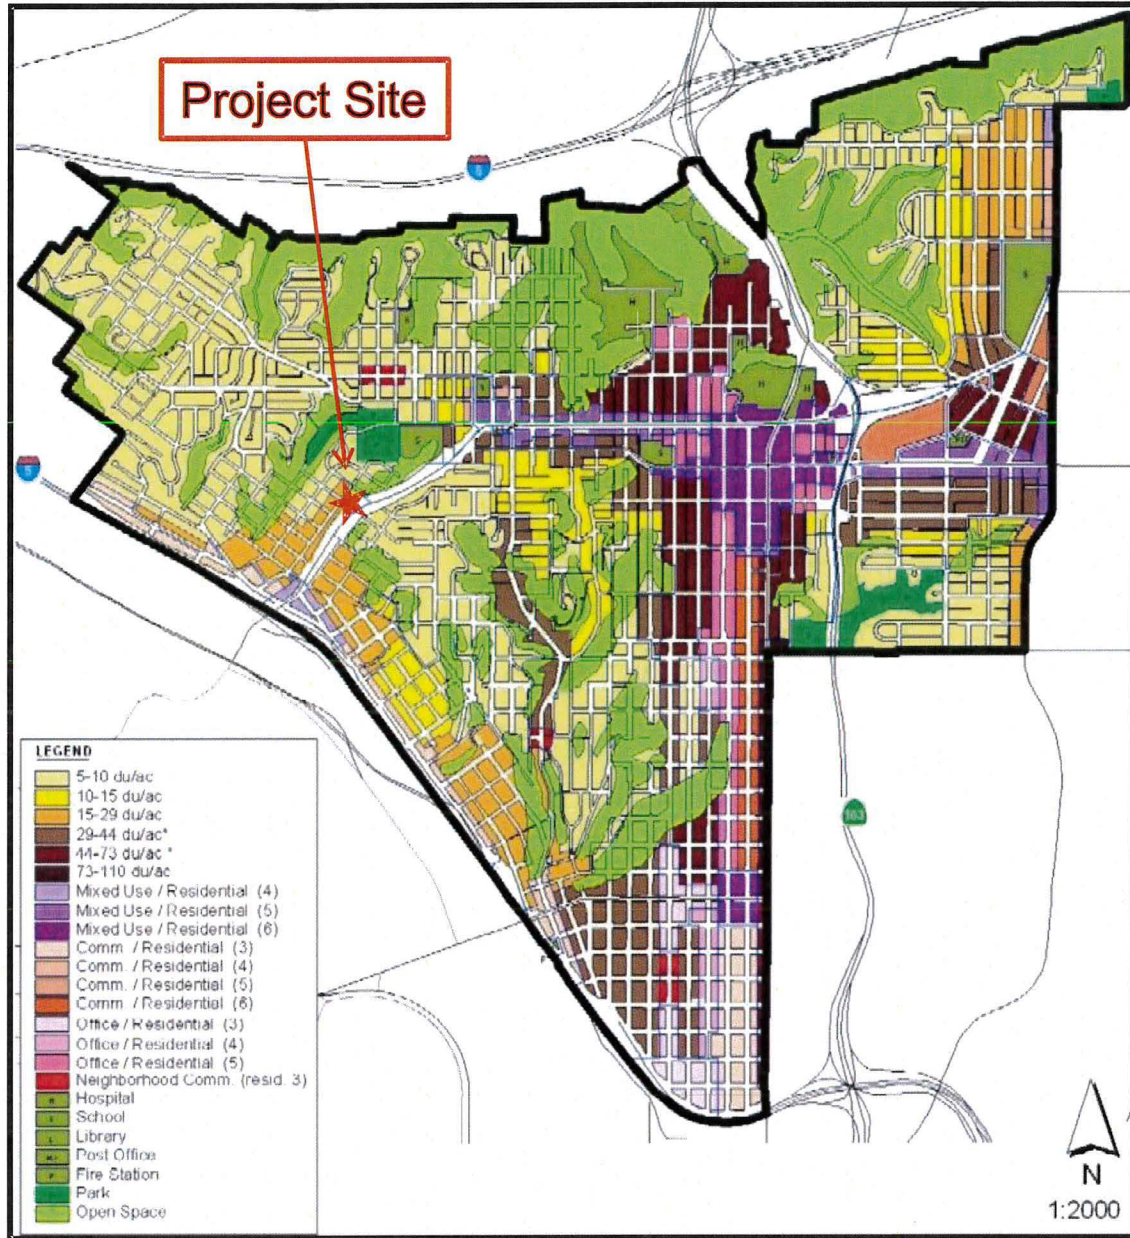 Project Site
8
5
163
LEGEND
5-10 du/ac
10-15 du/ac
15-29 du/ac
29-44 du/ac*
44-73 du/ac *
73-110 du/ac
Mixed Use / Residential (4)
Mixed Use / Residential (5)
Mixed Use / Residential (6)
Comm. / Residential (3)
Comm. / Residential (4)
Comm. / Residential (5)
Comm. / Residential (6)
Office / Residential (3)
Office / Residential (4)
Office / Residential (5)
Neighborhood Comm. (resid. 3)
Hospital
School
Library
Post Office
Fire Station
Park
Open Space
N
1:2000